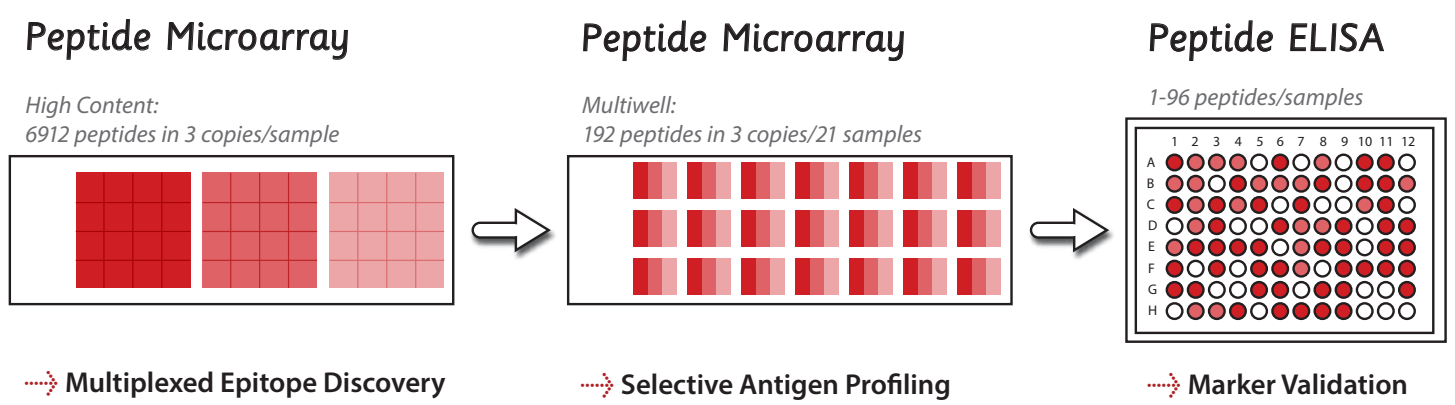 Peptide Microarray
High Content:
6912 peptides in 3 copies/sample
Multiplexed Epitope Discovery
Peptide Microarray
Multiwell:
192 peptides in 3 copies/21 samples
Selective Antigen Profiling
Peptide ELISA
1-96 peptides/samples
1 2 3 4 5 6 7 8 9 10 11 12
A
B
C
D
E
F
G
H
Marker Validation